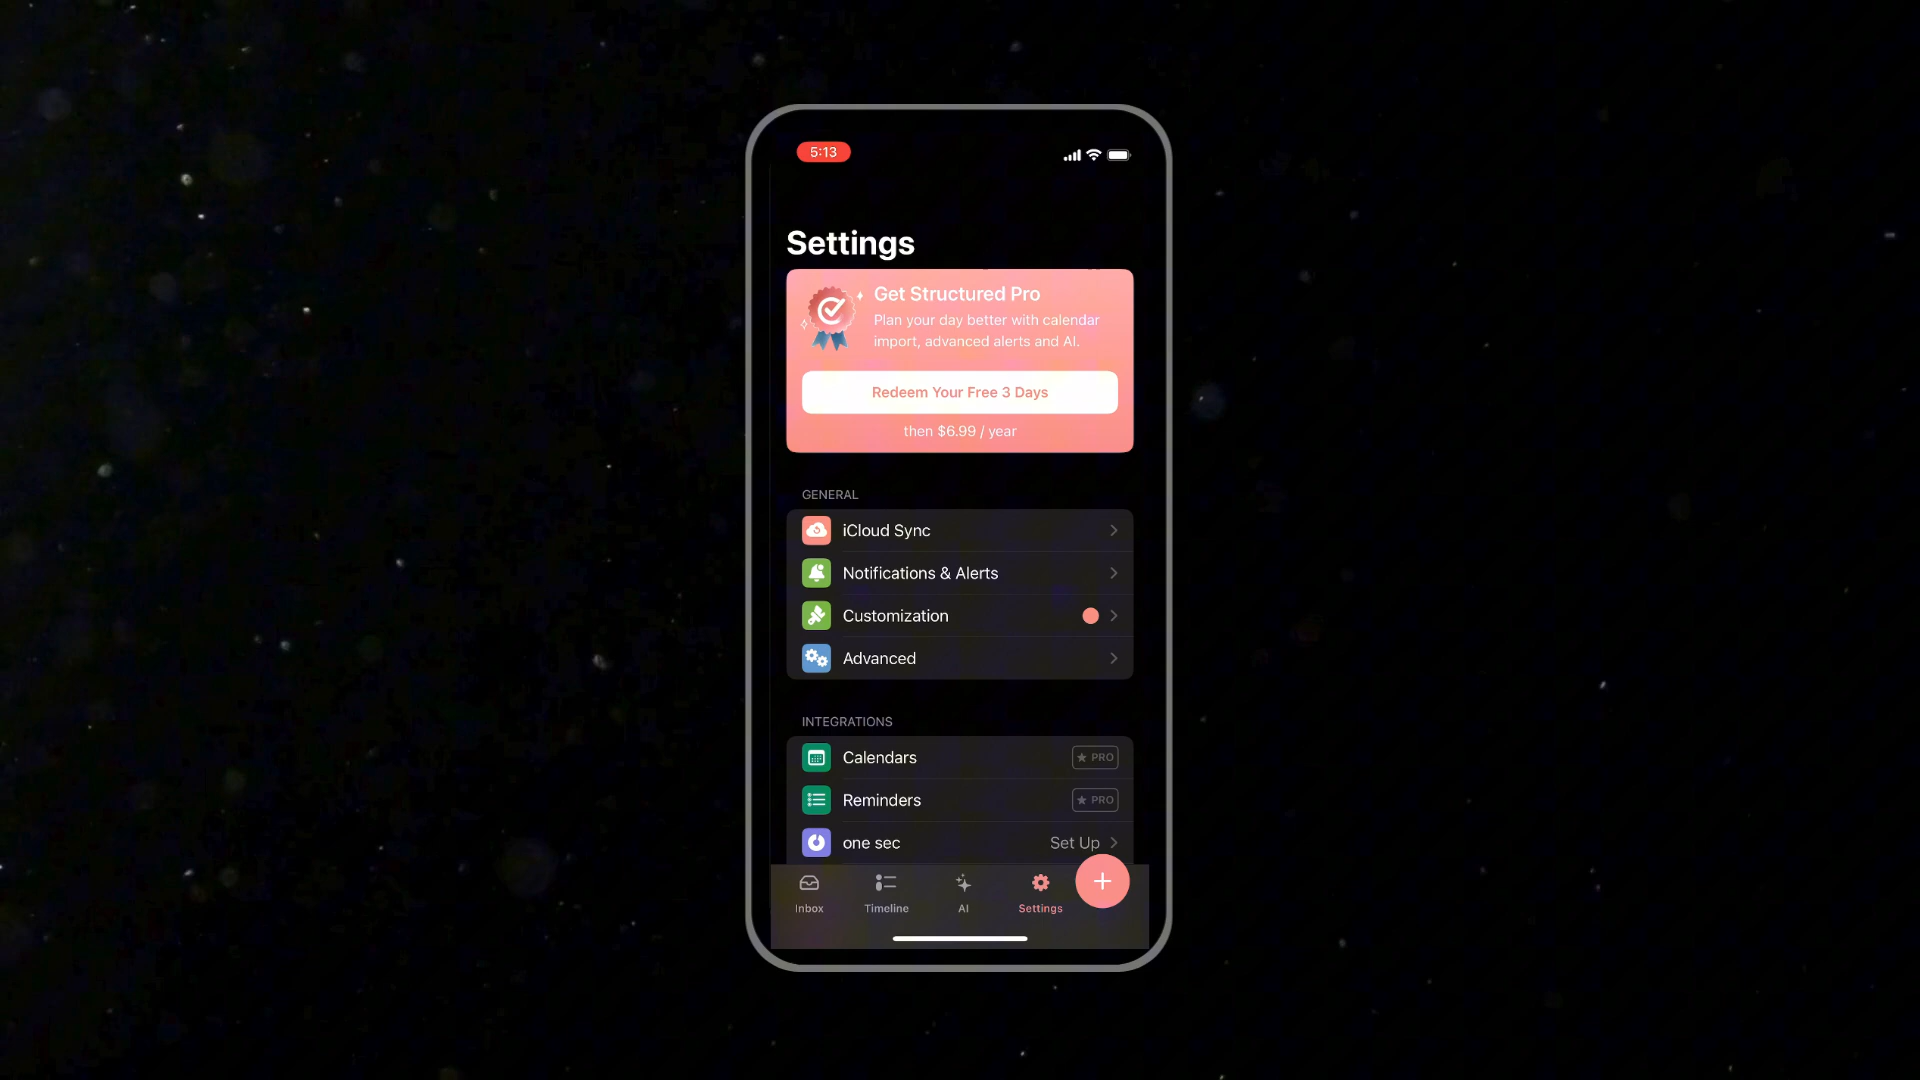 5:13
Settings
Get Structured Pro
Plan your day better with calendar
import, advanced alerts and AI.
Redeem Your Free 3 Days
then $6.99 / year
GENERAL
iCloud Sync
Notifications & Alerts
Customization
Advanced
INTEGRATIONS
Calendars
PRO
Reminders
PRO
one sec
Set Up
Inbox
Timeline
AI
Settings